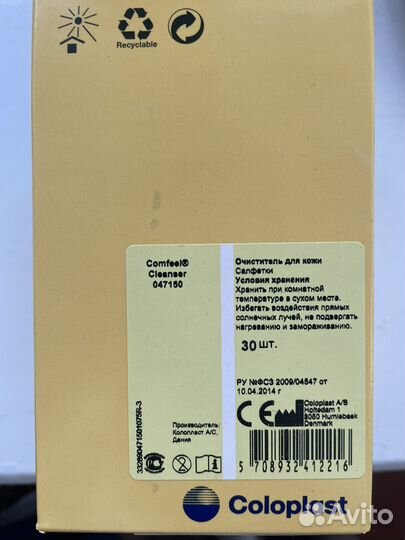 Recyclable
Comfeel®
Cleanser
047150
Очиститель для кожи
Салфетки
Условия хранения
Хранить при комнатной
температуре в сухом месте.
Избегать воздействия прямых
солнечных лучей, не подвергать
нагреванию и замораживанию.
30 шт.
РУ №ФСЗ 2009/04547 от
10.04.2014 г
Coloplast A/S
Holtedam 1
3050 Humlebaek
Denmark
Производитель:
Колопласт А/С,
Дания
5 708932 412216
Coloplast
Avito